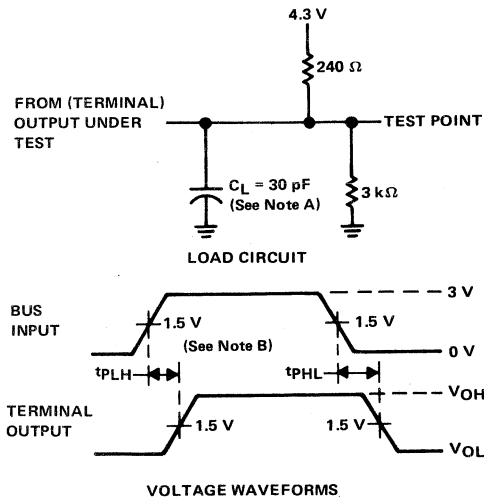 4.3 V
240 Ω
FROM (TERMINAL)
OUTPUT UNDER
TEST
TEST POINT
CL = 30 pF
(See Note A)
3 kΩ
LOAD CIRCUIT
BUS
INPUT
3 V
1.5 V
1.5 V
(See Note B)
0 V
tPLH
tPHL
TERMINAL
OUTPUT
VOH
1.5 V
1.5 V
VOL
VOLTAGE WAVEFORMS